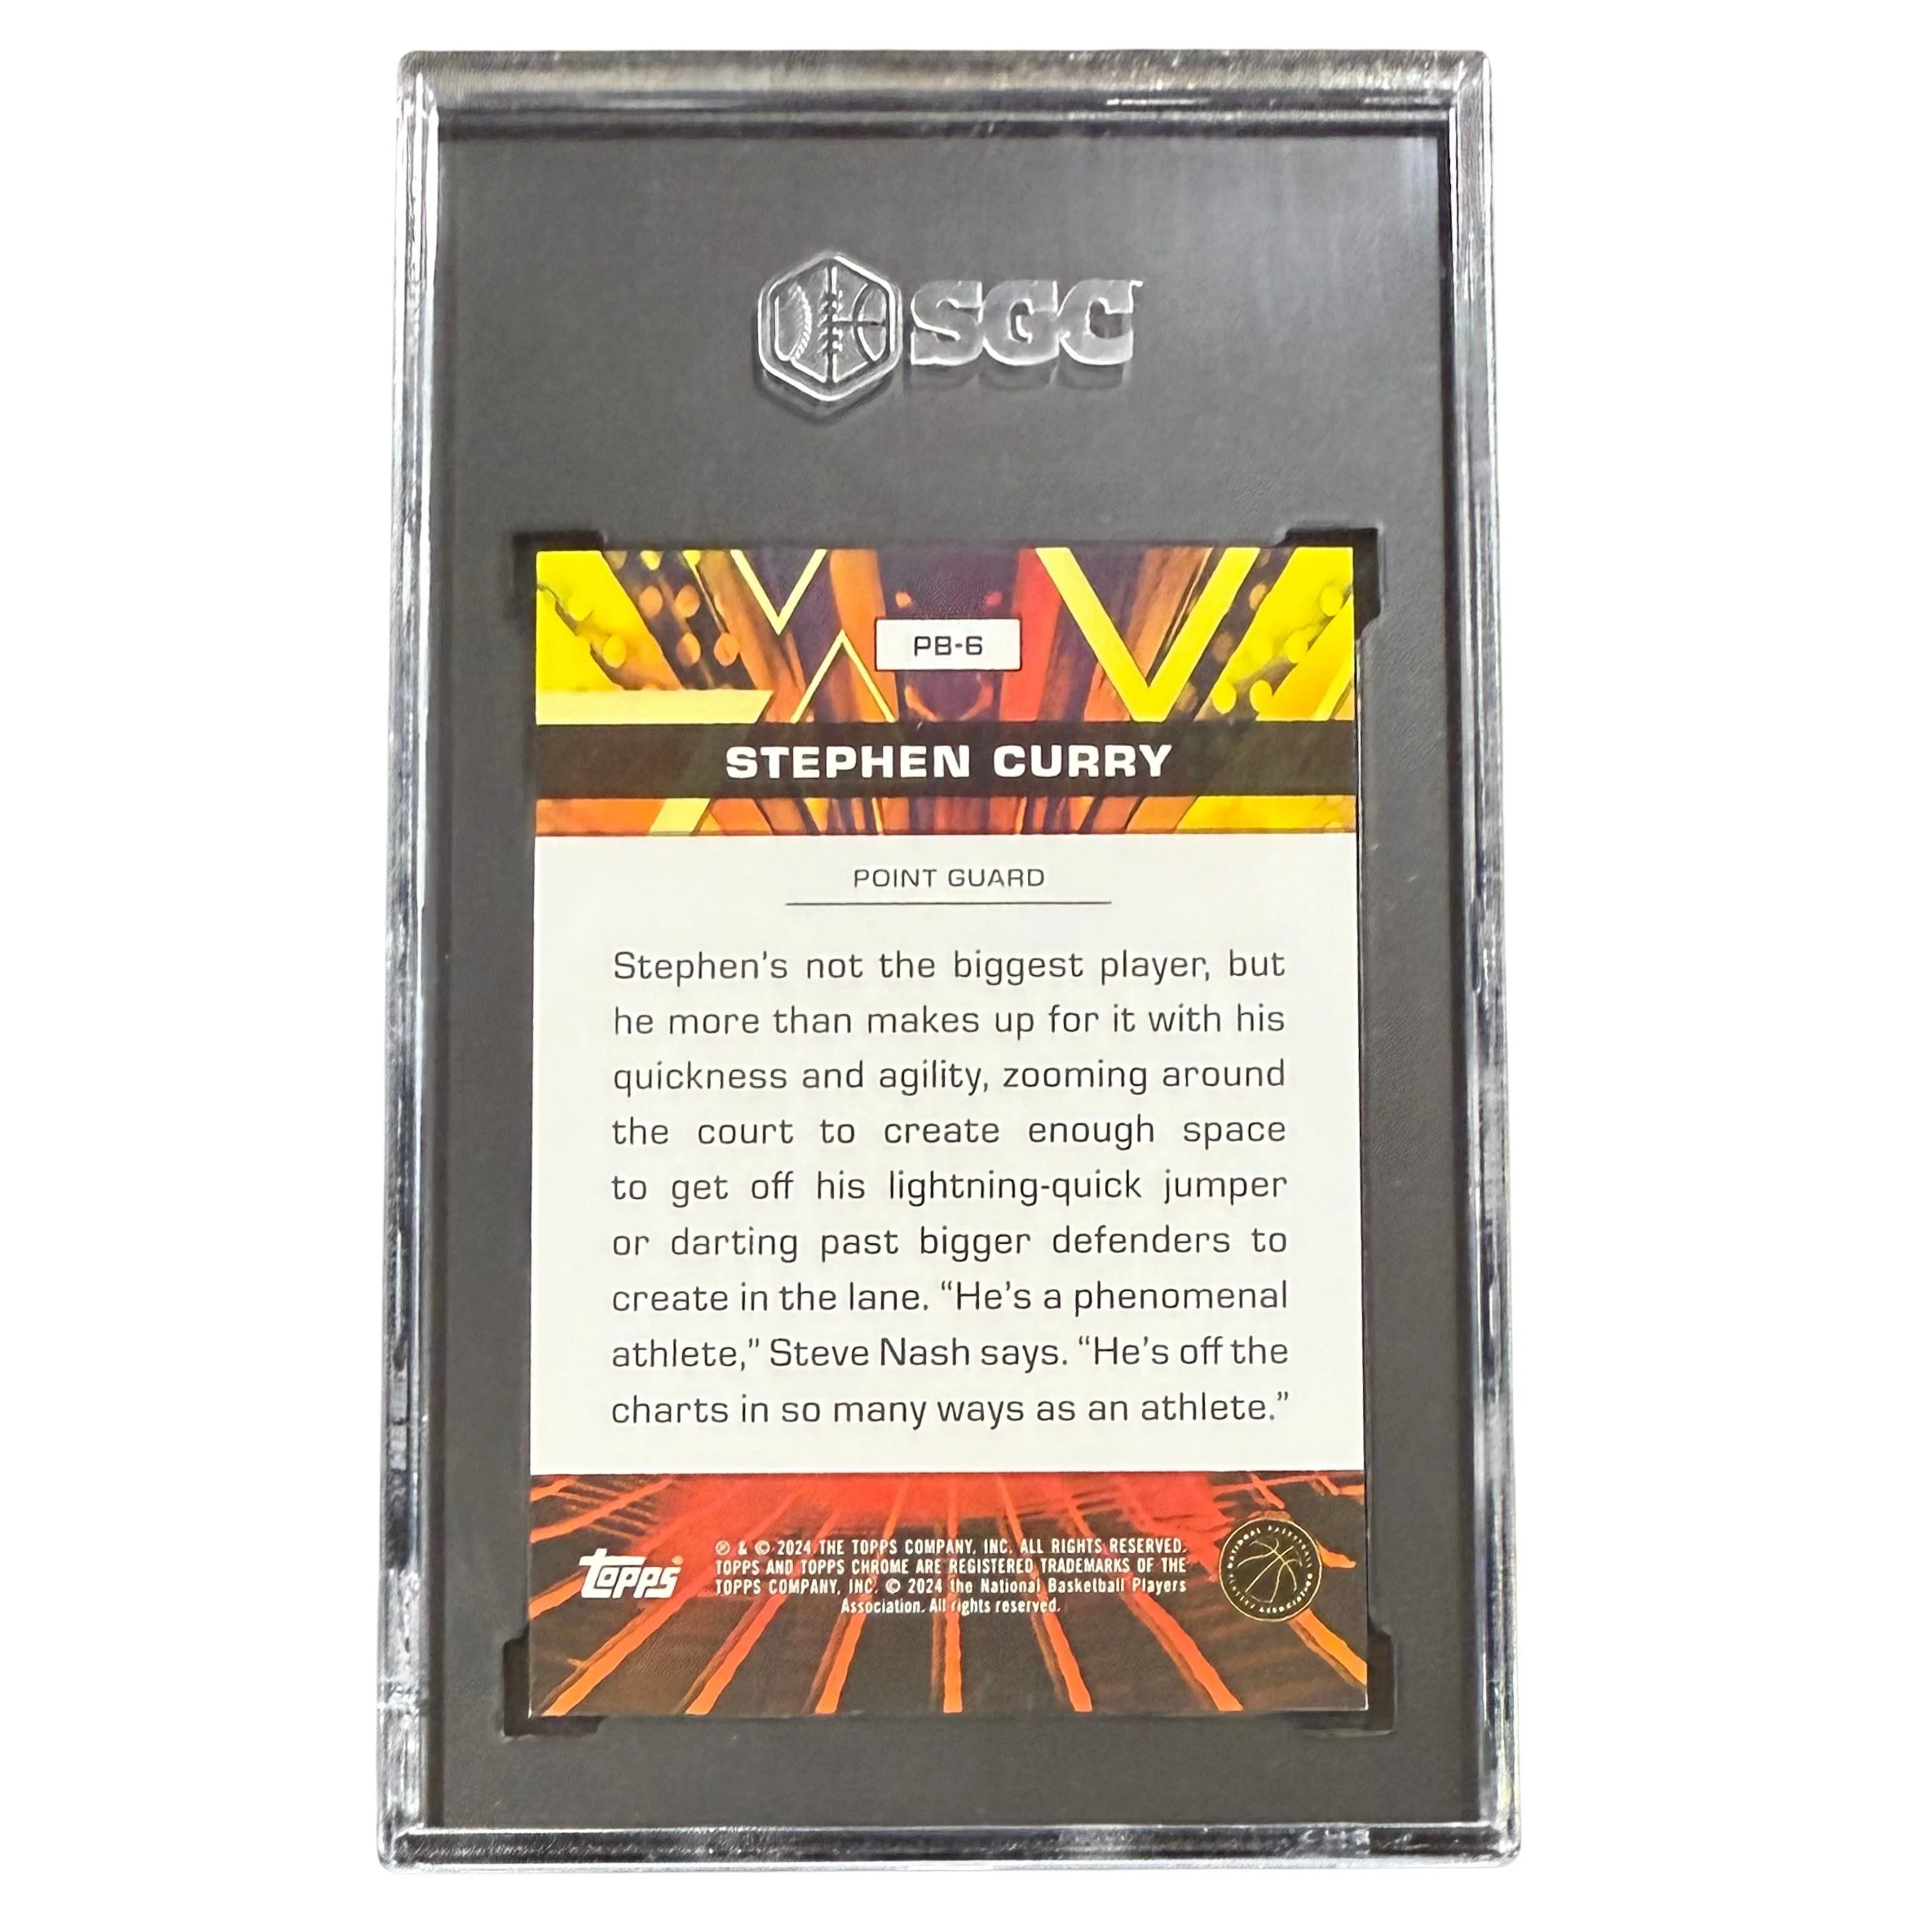 SGC
PB-6
STEPHEN CURRY
POINT GUARD
Stephen's not the biggest player, but
he more than makes up for it with his
quickness and agility, zooming around
the court to create enough space
to get off his lightning-quick jumper
or darting past bigger defenders to
create in the lane. “He's a phenomenal
athlete,” Steve Nash says. “He's off the
charts in so many ways as an athlete.”
topps
® & © 2024 THE TOPPS COMPANY, INC. ALL RIGHTS RESERVED.
TOPPS AND TOPPS CHROME ARE REGISTERED TRADEMARKS OF THE
TOPPS COMPANY, INC. © 2024 the National Basketball Players
Association. All rights reserved.